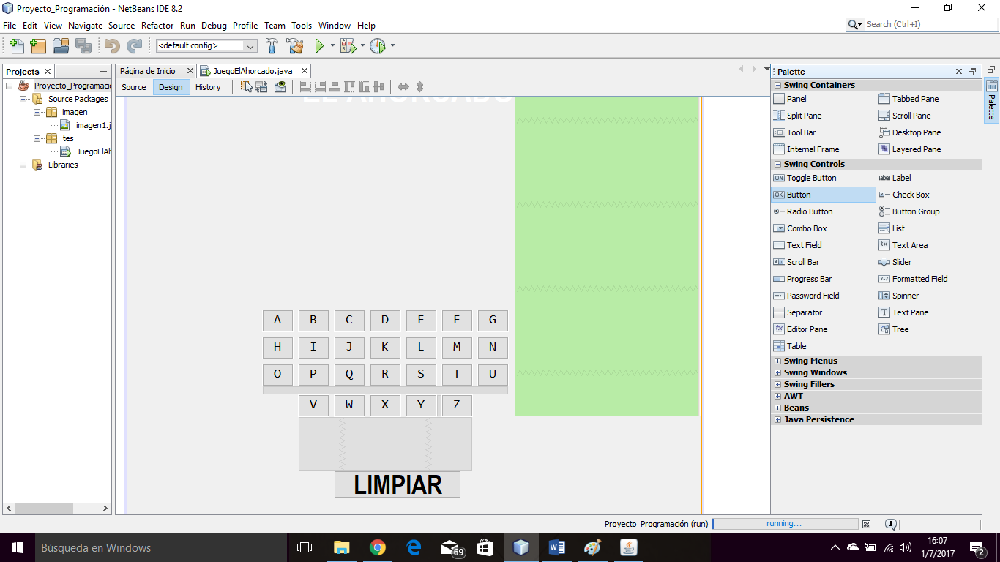 Proyecto_Programación - NetBeans IDE 8.2
File Edit View Navigate Source Refactor Run Debug Profile Team Tools Window Help
Search (Ctrl+I)
<default config>
Projects
Página de Inicio
JuegoElAhorcado.java
Palette
Source Design History
Proyecto_Programació
Source Packages
imagen
imagen1.j
tes
JuegoElAh
Libraries
EL AHORCADO
A B C D E F G
H I J K L M N
O P Q R S T U
V W X Y Z
LIMPIAR
Swing Containers
Panel Tabbed Pane
Split Pane Scroll Pane
Tool Bar Desktop Pane
Internal Frame Layered Pane
Swing Controls
Toggle Button label Label
OK Button Check Box
Radio Button Button Group
Combo Box List
Text Field Text Area
Scroll Bar Slider
Progress Bar Formatted Field
Password Field Spinner
Separator Text Pane
Editor Pane Tree
Table
Swing Menus
Swing Windows
Swing Fillers
AWT
Beans
Java Persistence
Palette
Proyecto_Programación (run)
running...
1
Búsqueda en Windows
69
16:07
1/7/2017
2